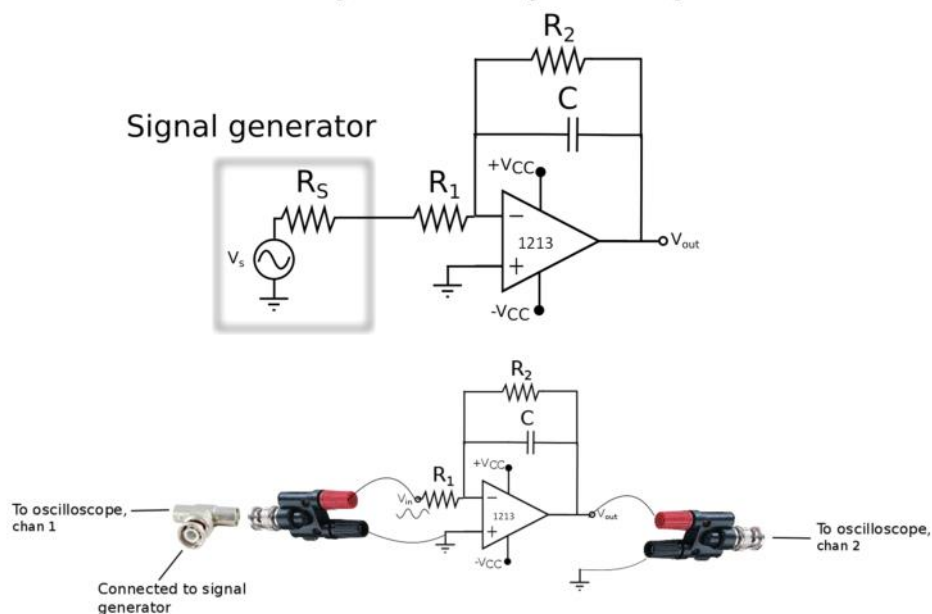 R2
C
Signal generator
+VCC
RS
R1
−
1213
Vs
+
Vout
-VCC
R2
C
+VCC
R1
Vin
−
1213
Vout
+
To oscilloscope,
chan 1
To oscilloscope,
chan 2
-VCC
Connected to signal
generator